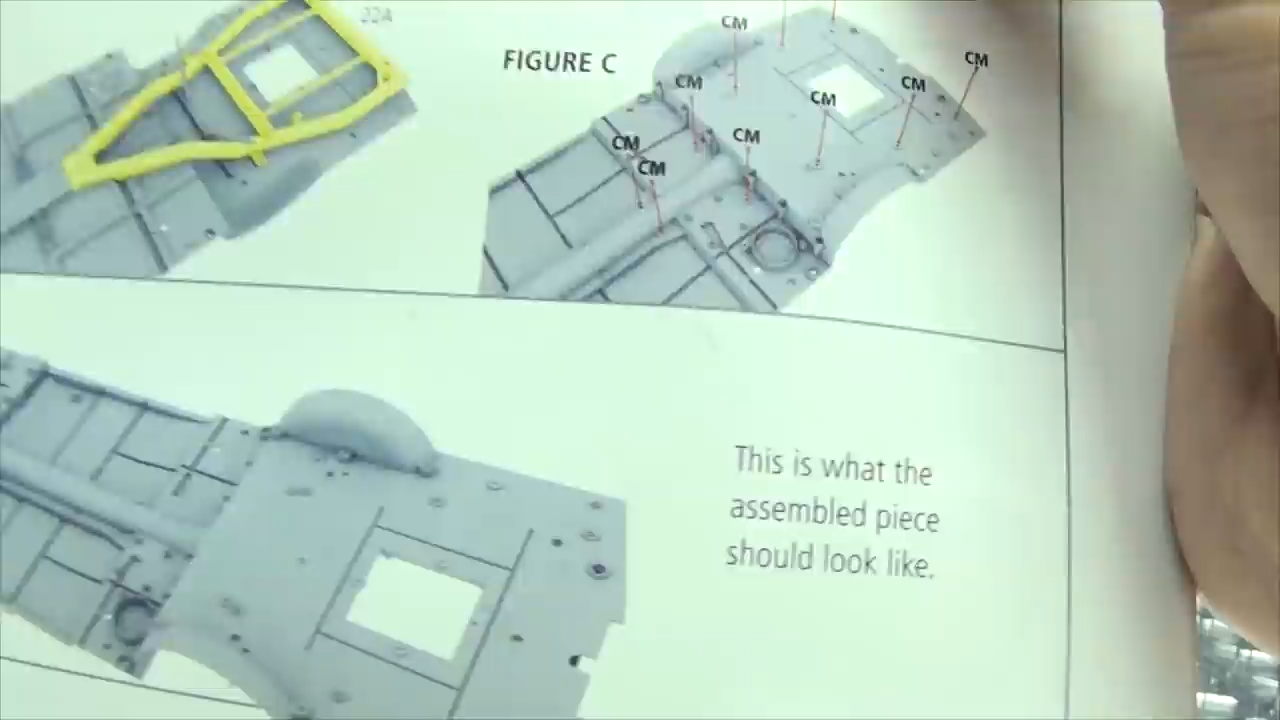 22A
FIGURE C
CM
CM
CM
CM
CM
CM
CM
CM
This is what the
assembled piece
should look like.